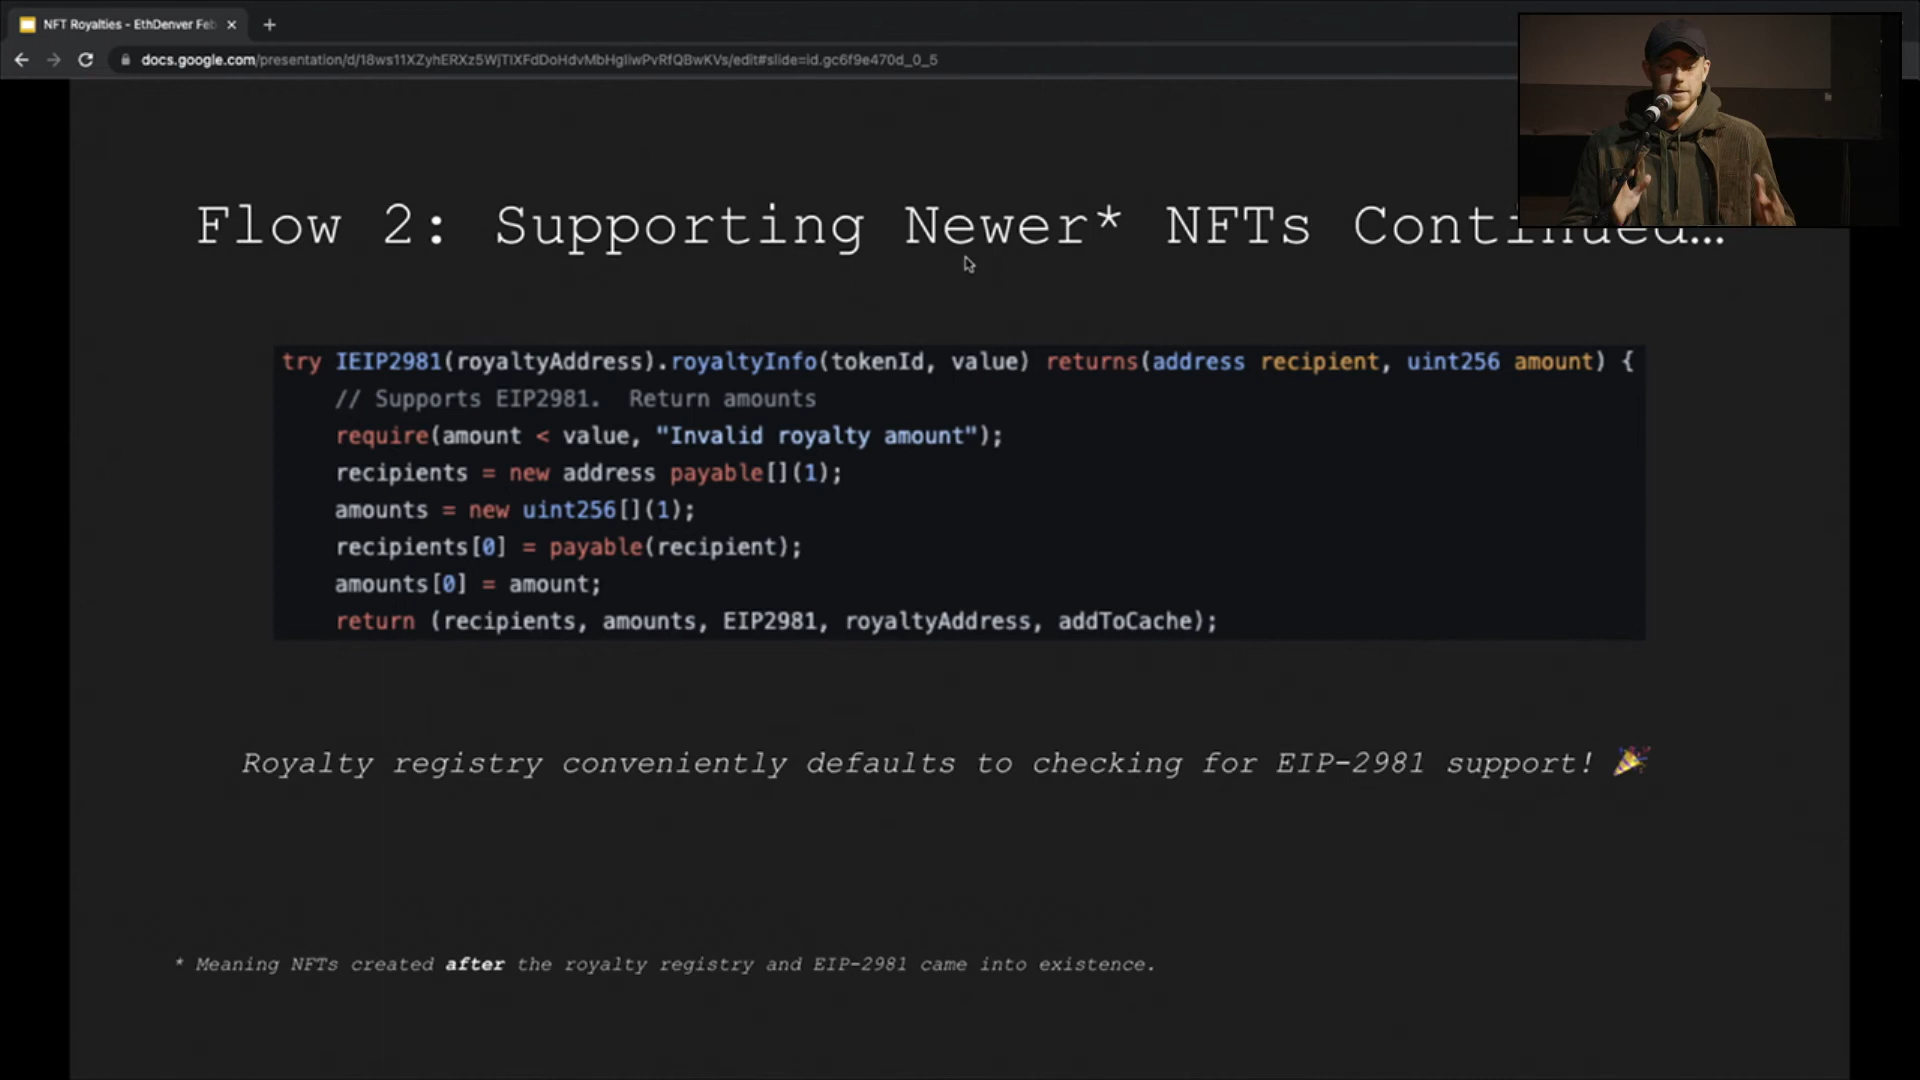 NFT Royalties - EthDenver Feb
docs.google.com/presentation/d/18ws11XZyhERXz5WjTIXFdDoHdvMbHgIlwPvRfQBwKVs/edit#slide=id.gc6f9e470d_0_5
Flow 2: Supporting Newer* NFTs Continued…
try IEIP2981(royaltyAddress).royaltyInfo(tokenId, value) returns(address recipient, uint256 amount) {
// Supports EIP2981.  Return amounts
require(amount < value, "Invalid royalty amount");
recipients = new address payable[](1);
amounts = new uint256[](1);
recipients[0] = payable(recipient);
amounts[0] = amount;
return (recipients, amounts, EIP2981, royaltyAddress, addToCache);
Royalty registry conveniently defaults to checking for EIP-2981 support! 🎉
* Meaning NFTs created after the royalty registry and EIP-2981 came into existence.